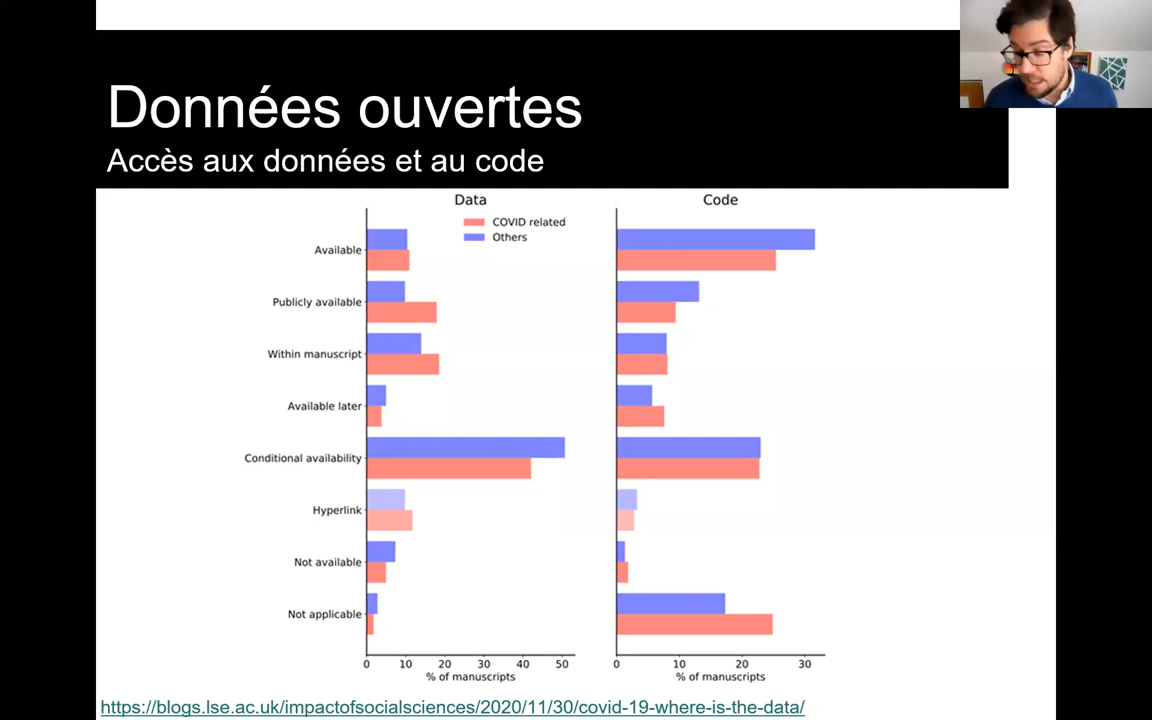 Données ouvertes
Accès aux données et au code
Data
COVID related
Others
Available
Publicly available
Within manuscript
Available later
Conditional availability
Hyperlink
Not available
Not applicable
0 10 20 30 40 50
% of manuscripts
Code
0 10 20 30
% of manuscripts
https://blogs.lse.ac.uk/impactofsocialsciences/2020/11/30/covid-19-where-is-the-data/